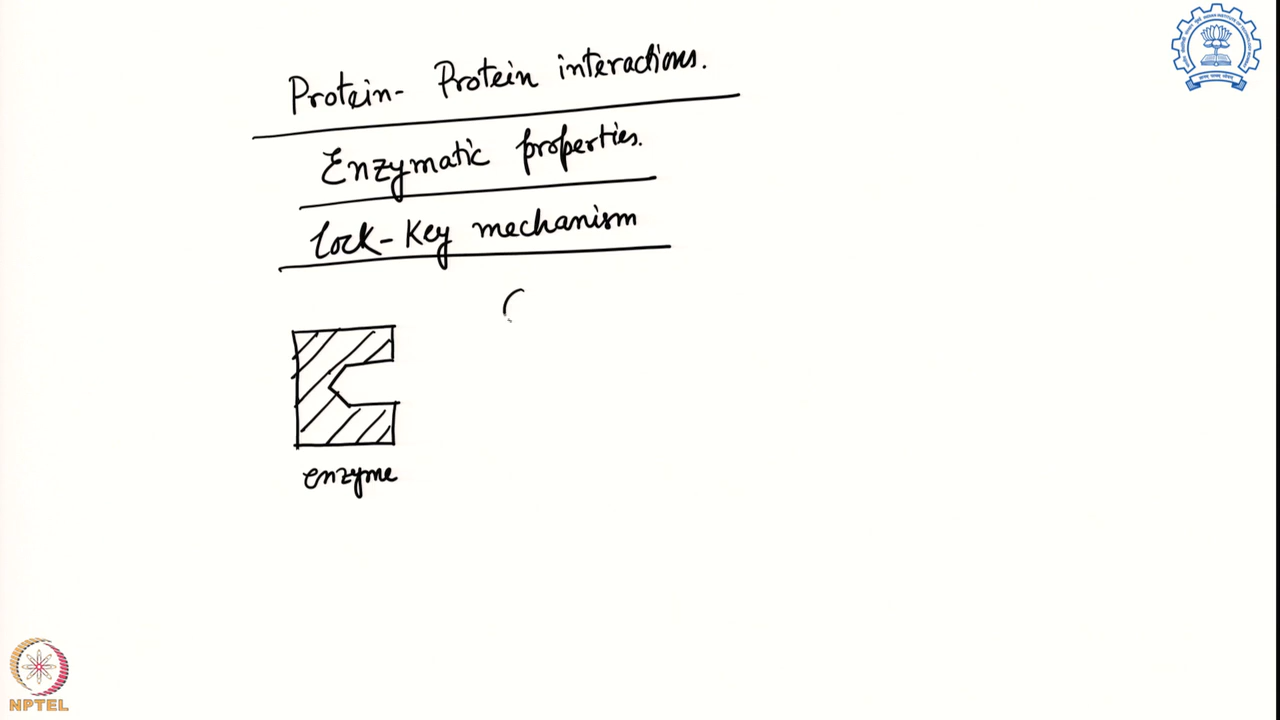 Protein- Protein interactions.
Enzymatic properties.
lock-Key mechanism
enzyme
NPTEL